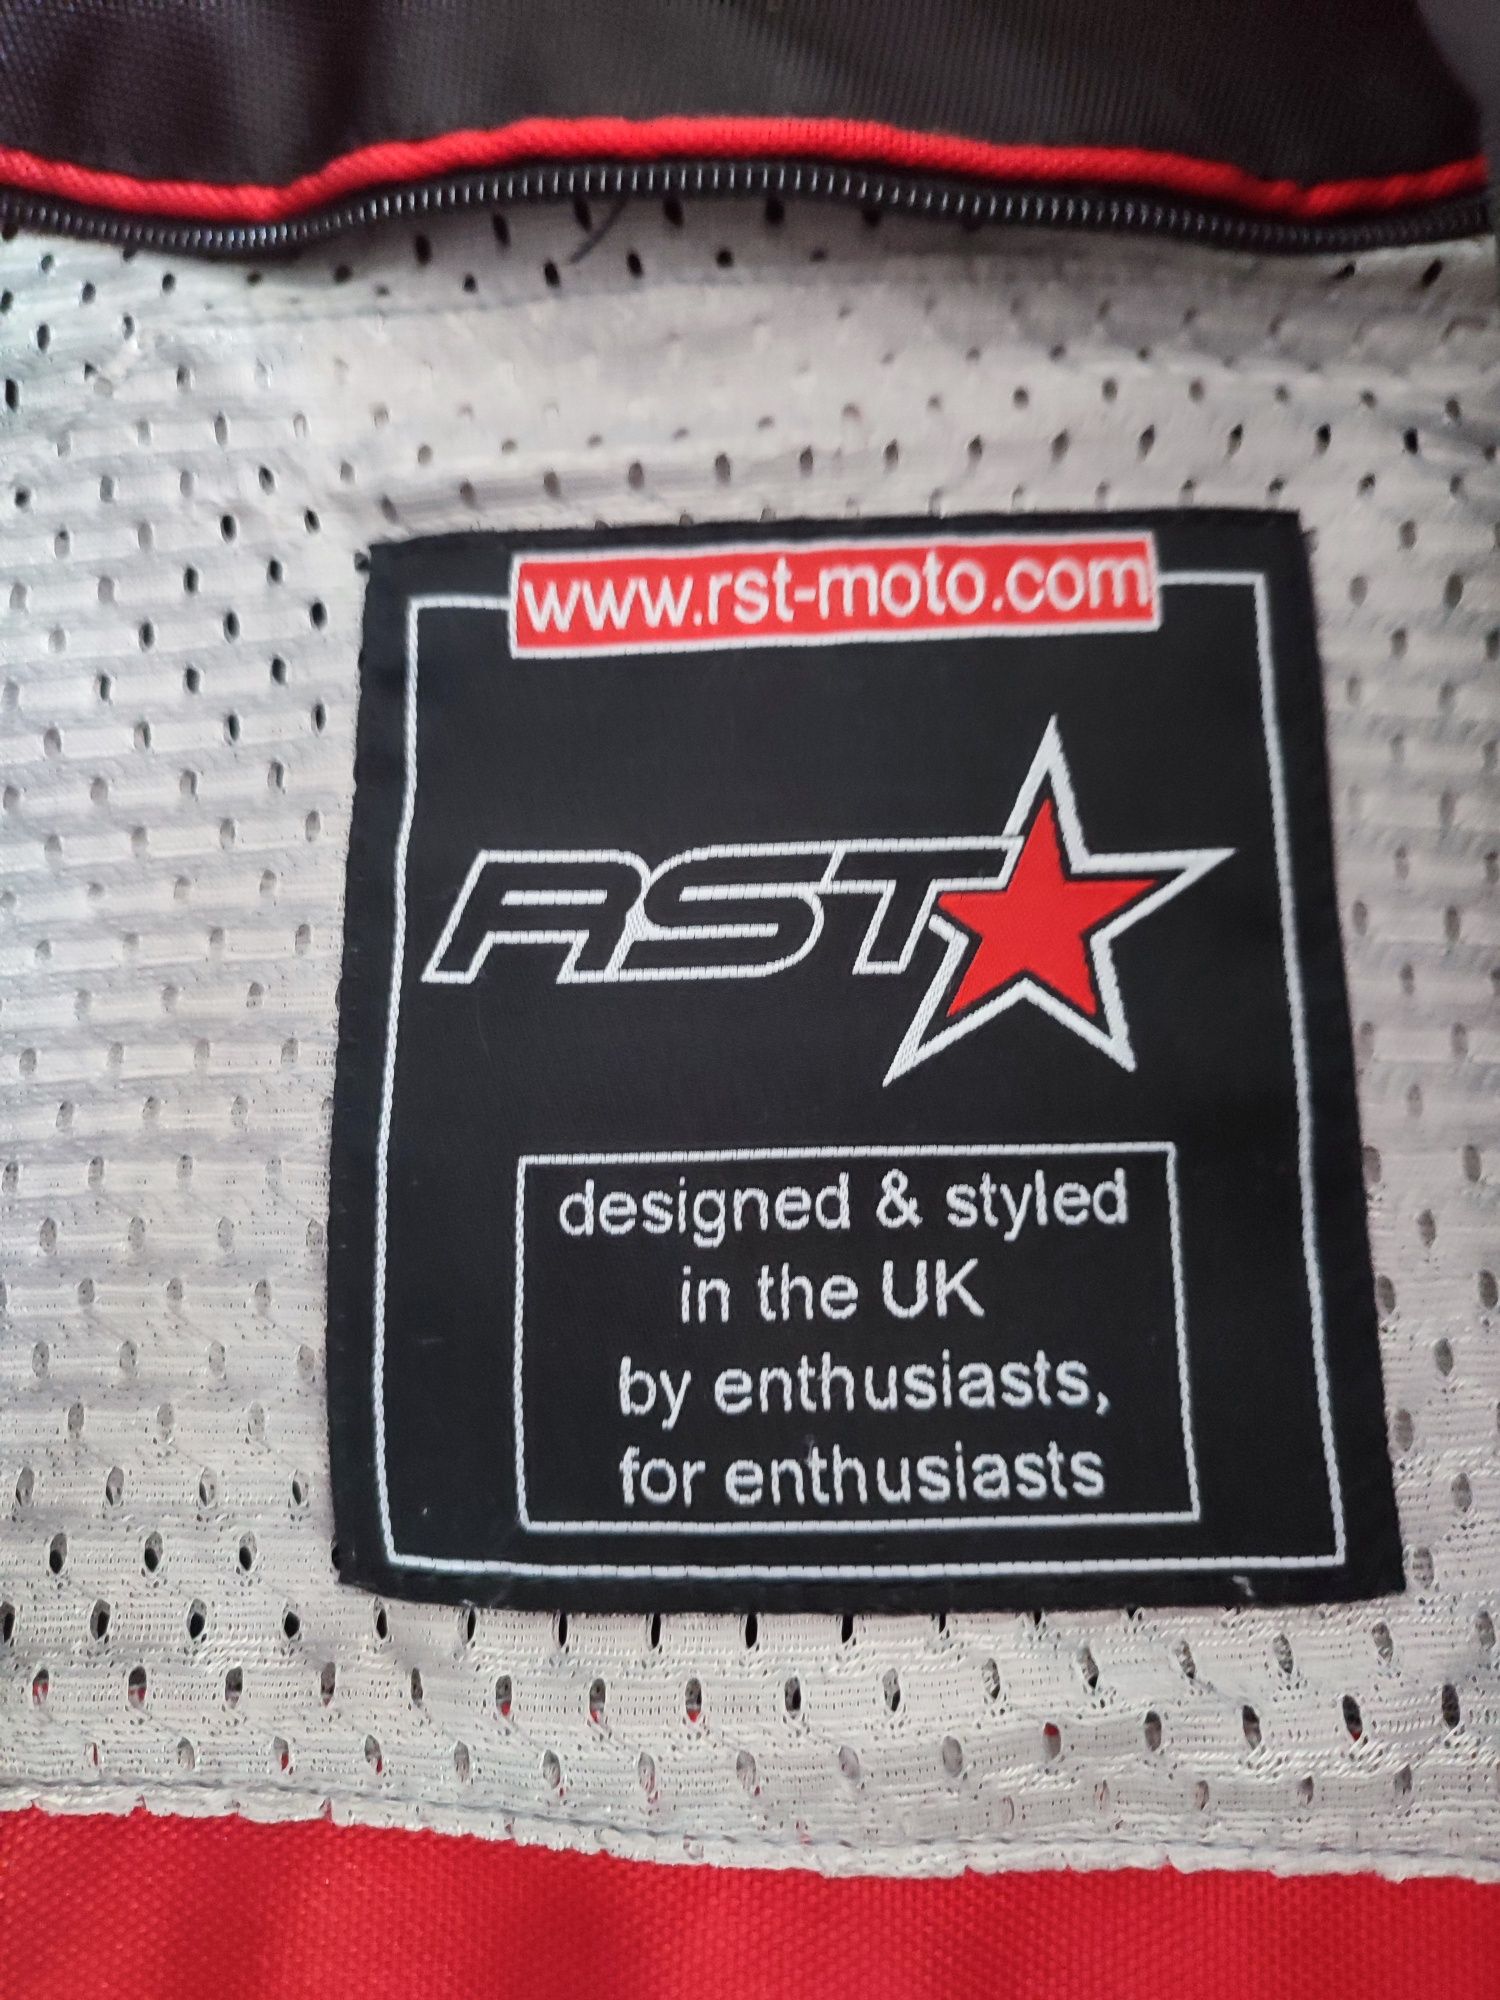 www.rst-moto.com
RST
designed & styled
in the UK
by enthusiasts,
for enthusiasts